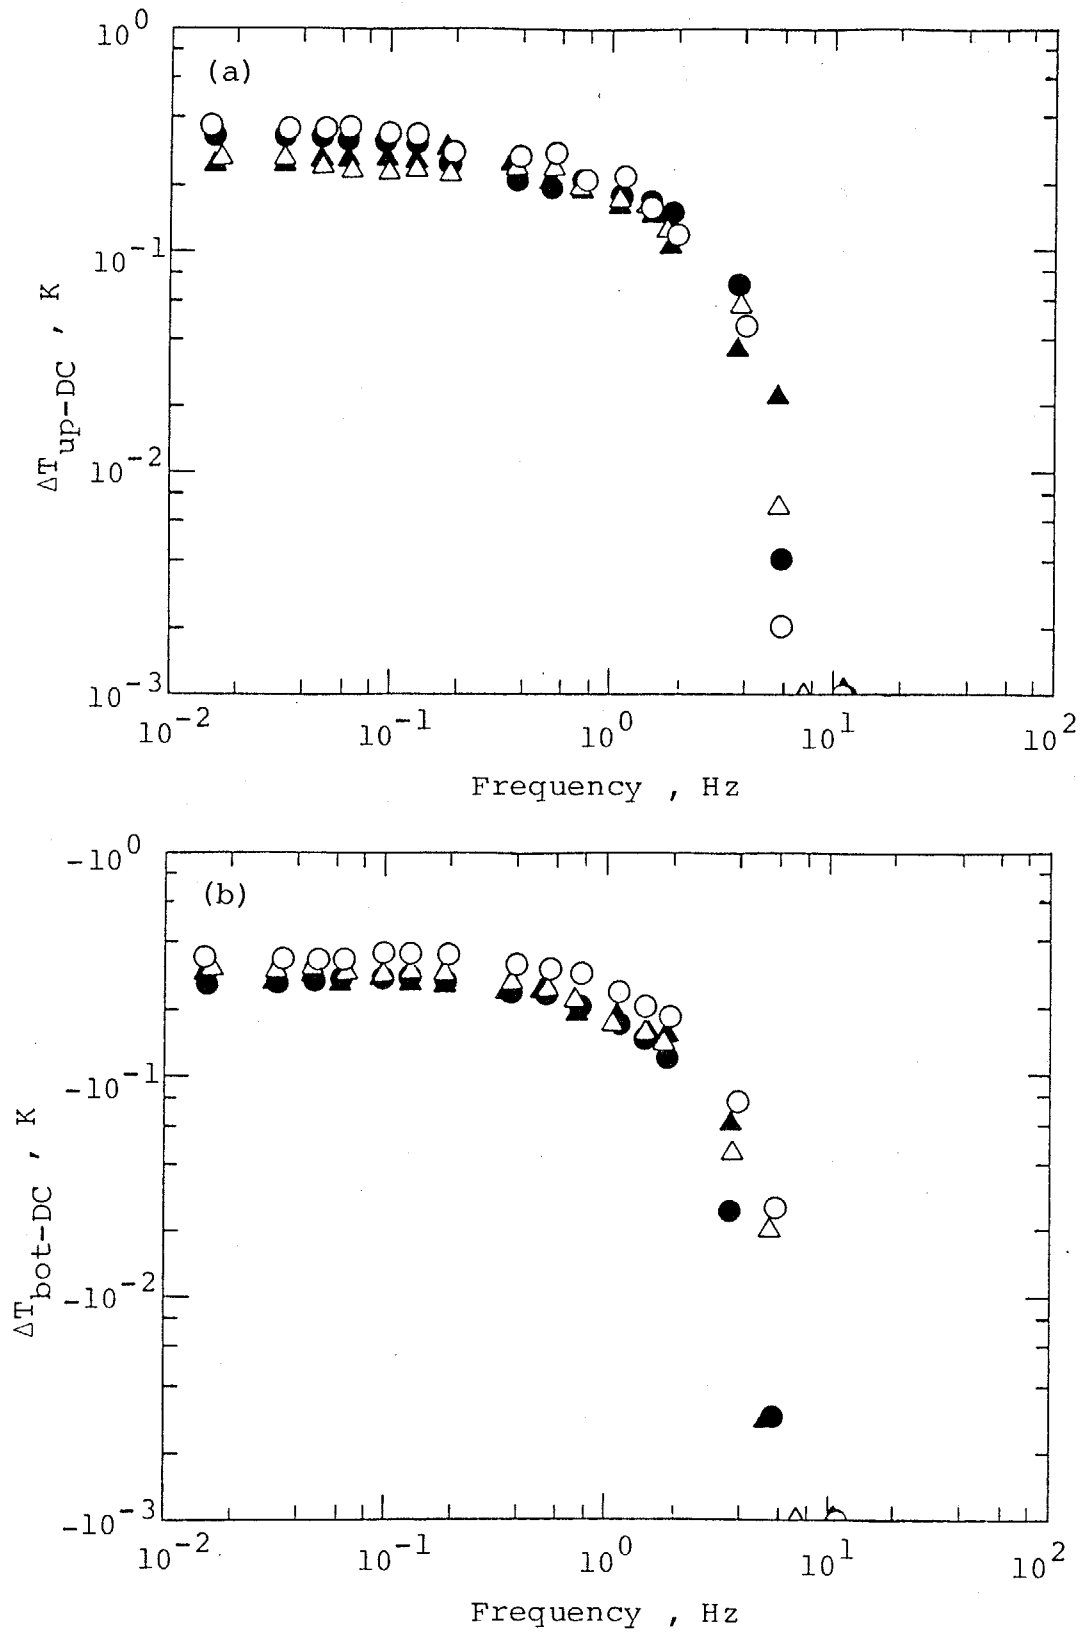 10^0
(a)
10^-1
ΔT_up-DC , K
10^-2
10^-3
10^-2 10^-1 10^0 10^1 10^2
Frequency , Hz
-10^0
(b)
-10^-1
ΔT_bot-DC , K
-10^-2
-10^-3
10^-2 10^-1 10^0 10^1 10^2
Frequency , Hz